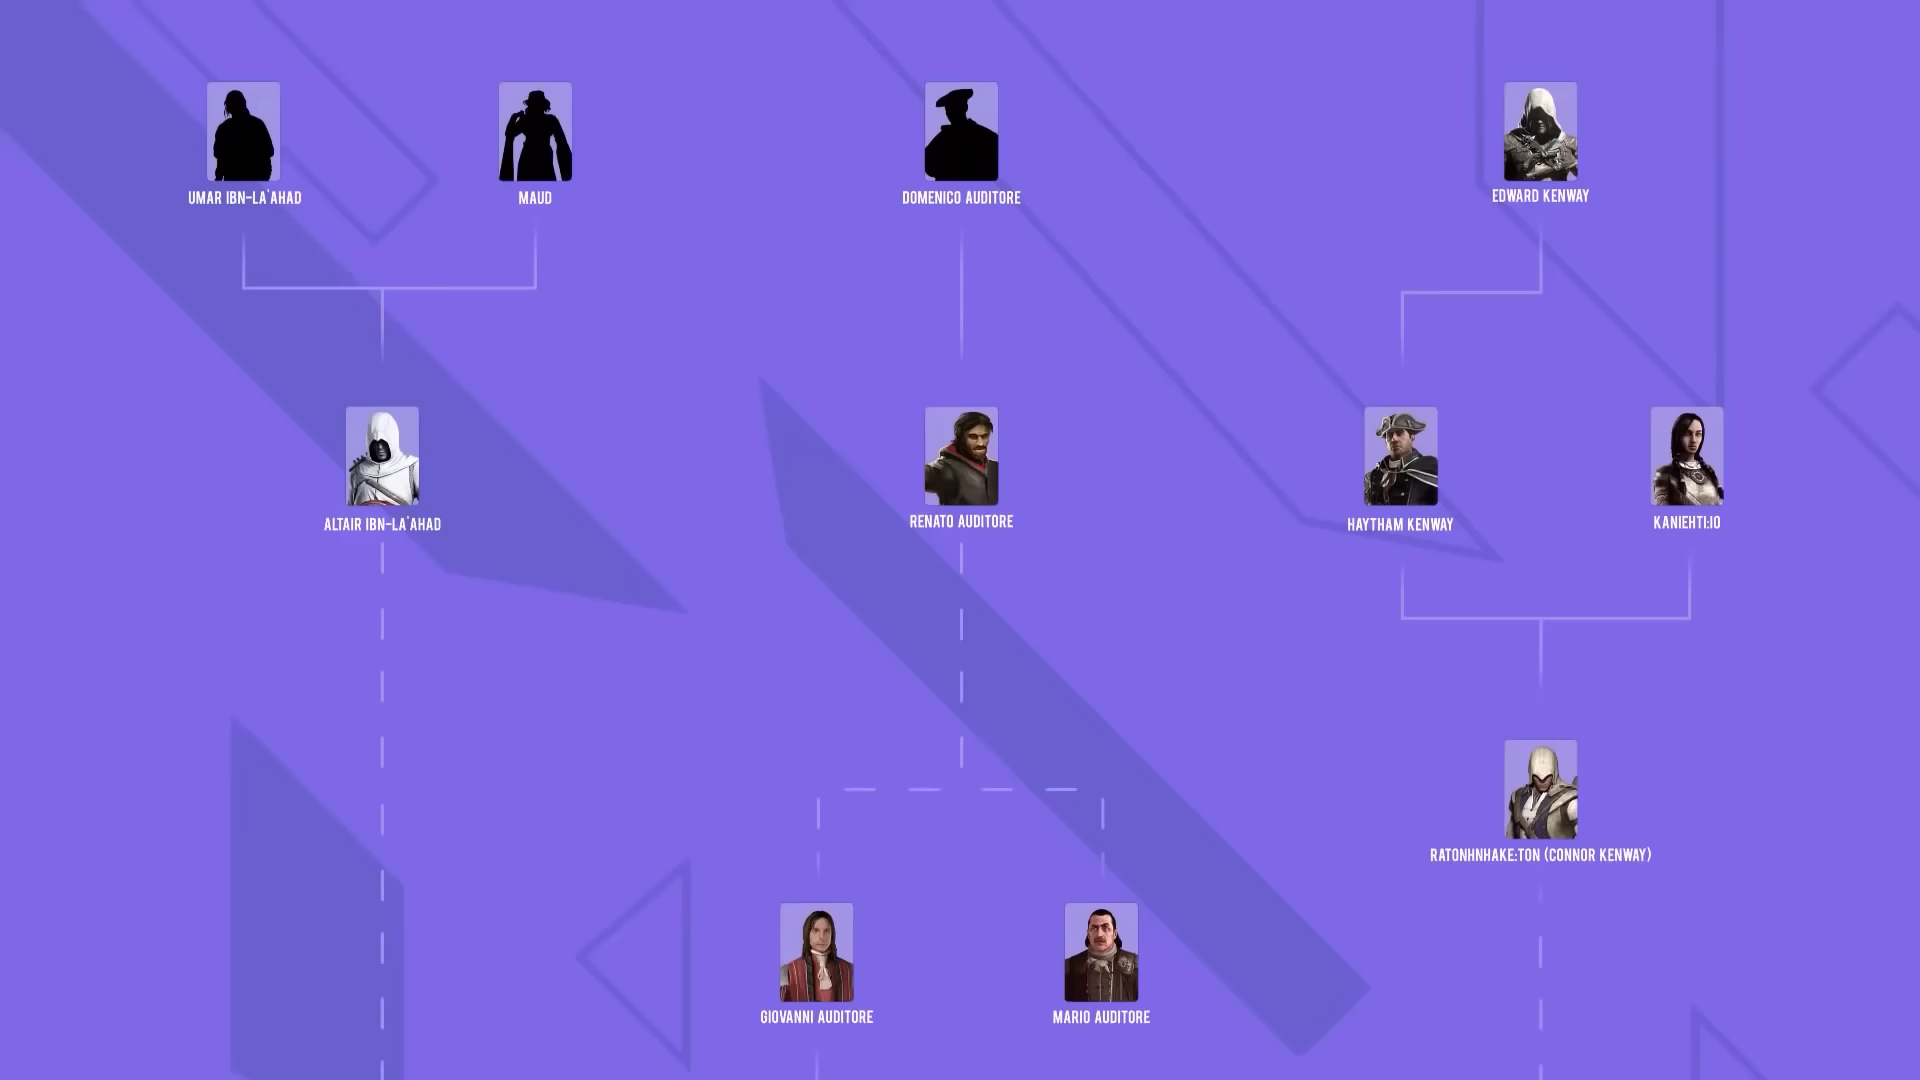 UMAR IBN-LA'AHAD
MAUD
DOMENICO AUDITORE
EDWARD KENWAY
ALTAIR IBN-LA'AHAD
RENATO AUDITORE
HAYTHAM KENWAY
KANIEHTI:IO
RATONHNHAKE:TON (CONNOR KENWAY)
GIOVANNI AUDITORE
MARIO AUDITORE